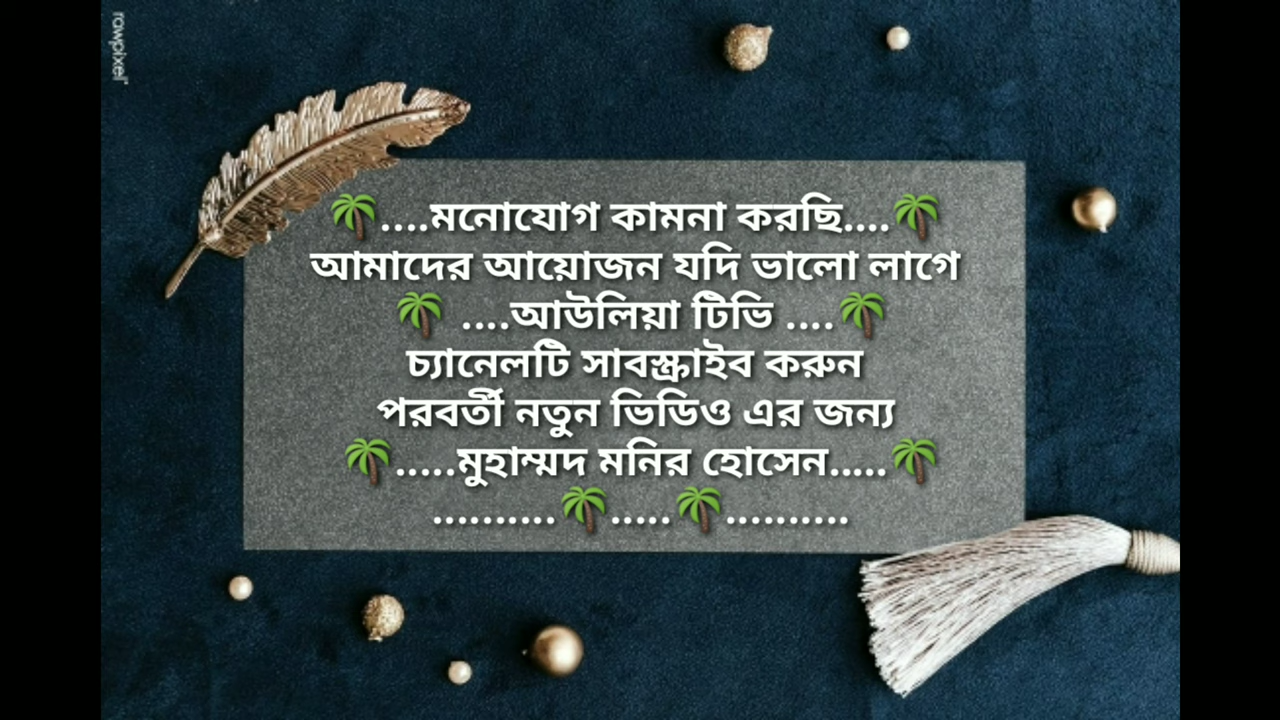 rawpixel
🌴....মনোযোগ কামনা করছি....🌴
আমাদের আয়োজন যদি ভালো লাগে
🌴 ....আউলিয়া টিভি ....🌴
চ্যানেলটি সাবস্ক্রাইব করুন
পরবর্তী নতুন ভিডিও এর জন্য
🌴.....মুহাম্মদ মনির হোসেন.....🌴
..........🌴.....🌴..........